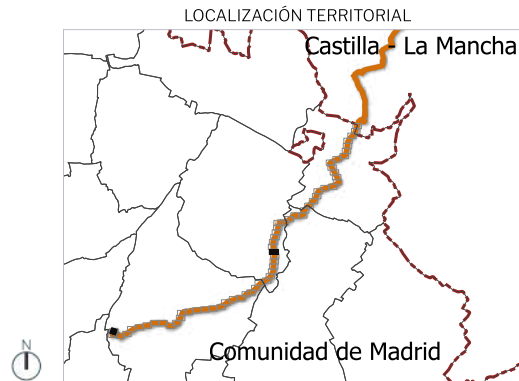 LOCALIZACIÓN TERRITORIAL
Castilla - La Mancha
Comunidad de Madrid
N